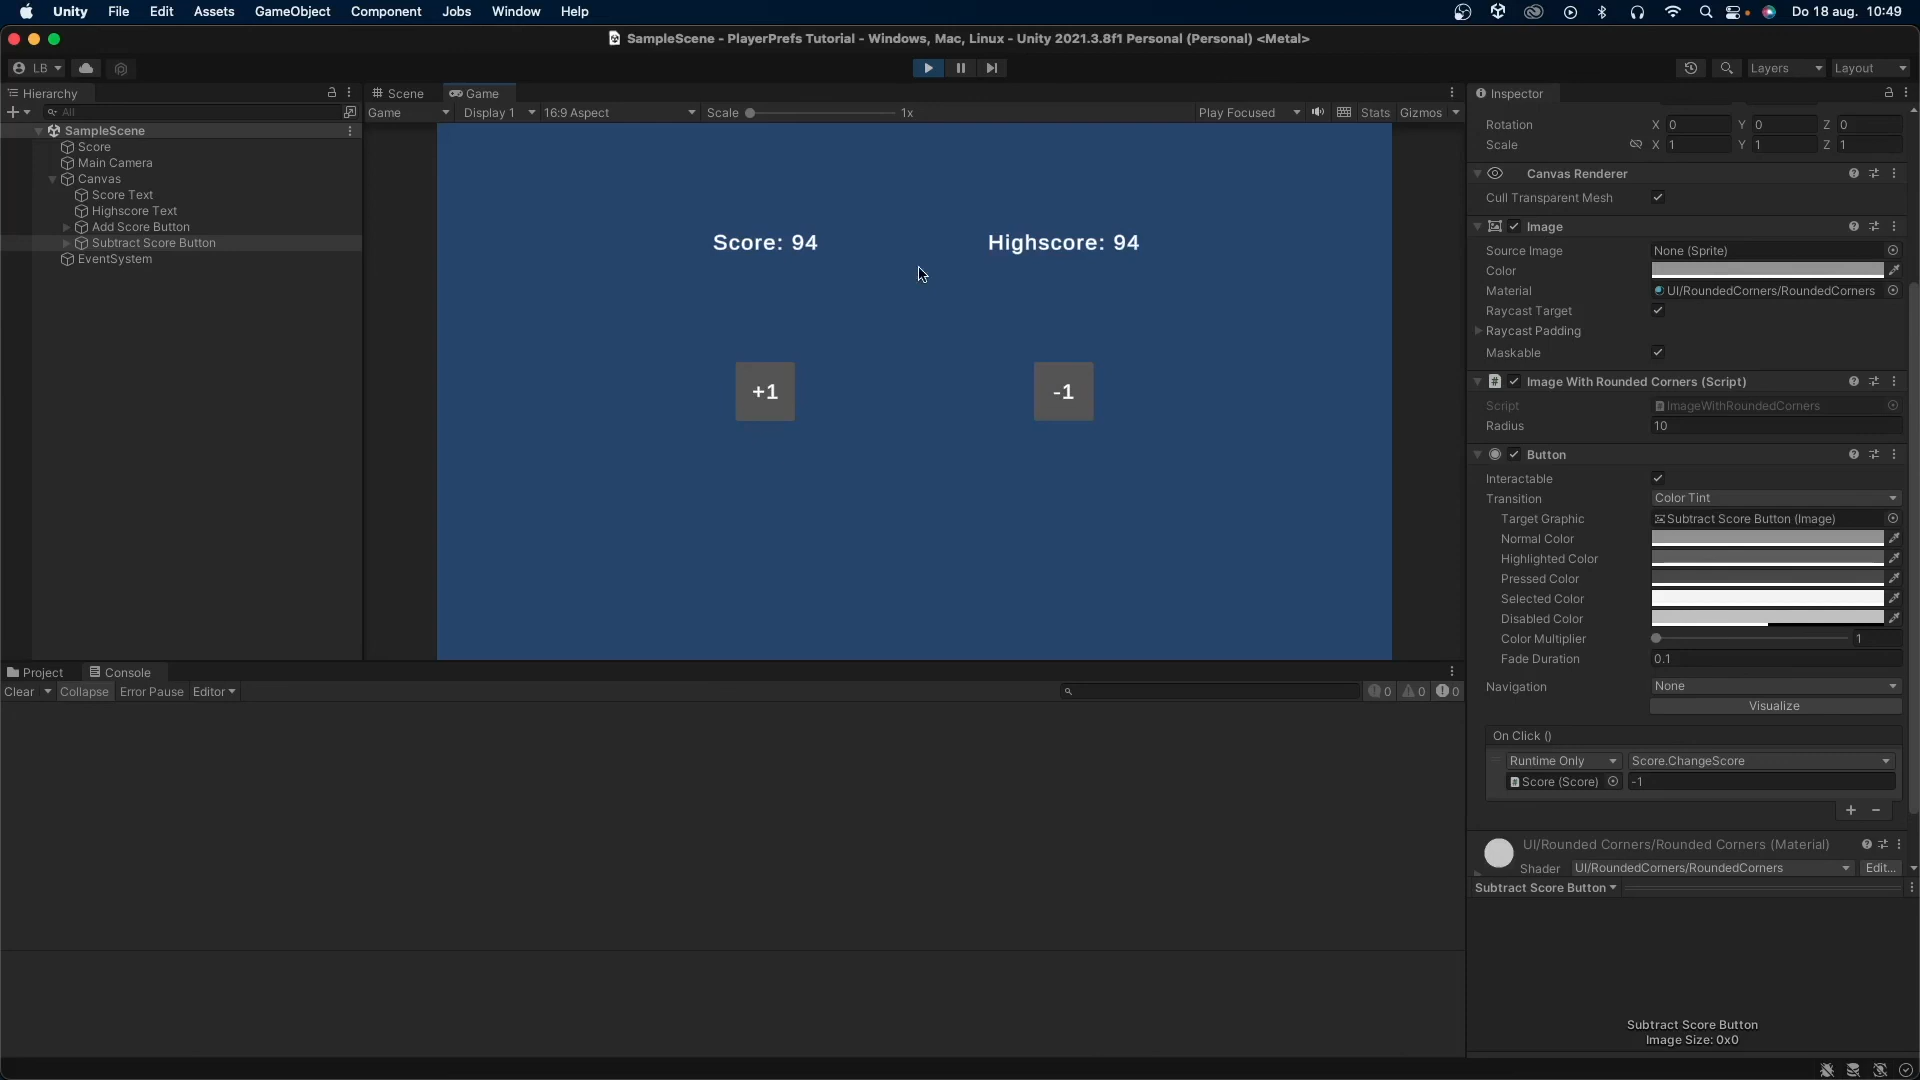 Unity File Edit Assets GameObject Component Jobs Window Help Do 18 aug. 10:49
SampleScene - PlayerPrefs Tutorial - Windows, Mac, Linux - Unity 2021.3.8f1 Personal (Personal) <Metal>
LB Layers Layout
Hierarchy
All
SampleScene
Score
Main Camera
Canvas
Score Text
Highscore Text
Add Score Button
Subtract Score Button
EventSystem
Scene Game
Game Display 1 16:9 Aspect Scale 1x Play Focused Stats Gizmos
Score: 94 Highscore: 94
+1 -1
Project Console
Clear Collapse Error Pause Editor 0 0 0
Inspector
Rotation X 0 Y 0 Z 0
Scale X 1 Y 1 Z 1
Canvas Renderer
Cull Transparent Mesh
Image
Source Image None (Sprite)
Color
Material UI/RoundedCorners/RoundedCorners
Raycast Target
Raycast Padding
Maskable
# Image With Rounded Corners (Script)
Script ImageWithRoundedCorners
Radius 10
Button
Interactable
Transition Color Tint
Target Graphic Subtract Score Button (Image)
Normal Color
Highlighted Color
Pressed Color
Selected Color
Disabled Color
Color Multiplier 1
Fade Duration 0.1
Navigation None
Visualize
On Click ()
Runtime Only Score.ChangeScore
Score (Score) -1
UI/Rounded Corners/Rounded Corners (Material)
Shader UI/RoundedCorners/RoundedCorners Edit...
Subtract Score Button
Subtract Score Button
Image Size: 0x0